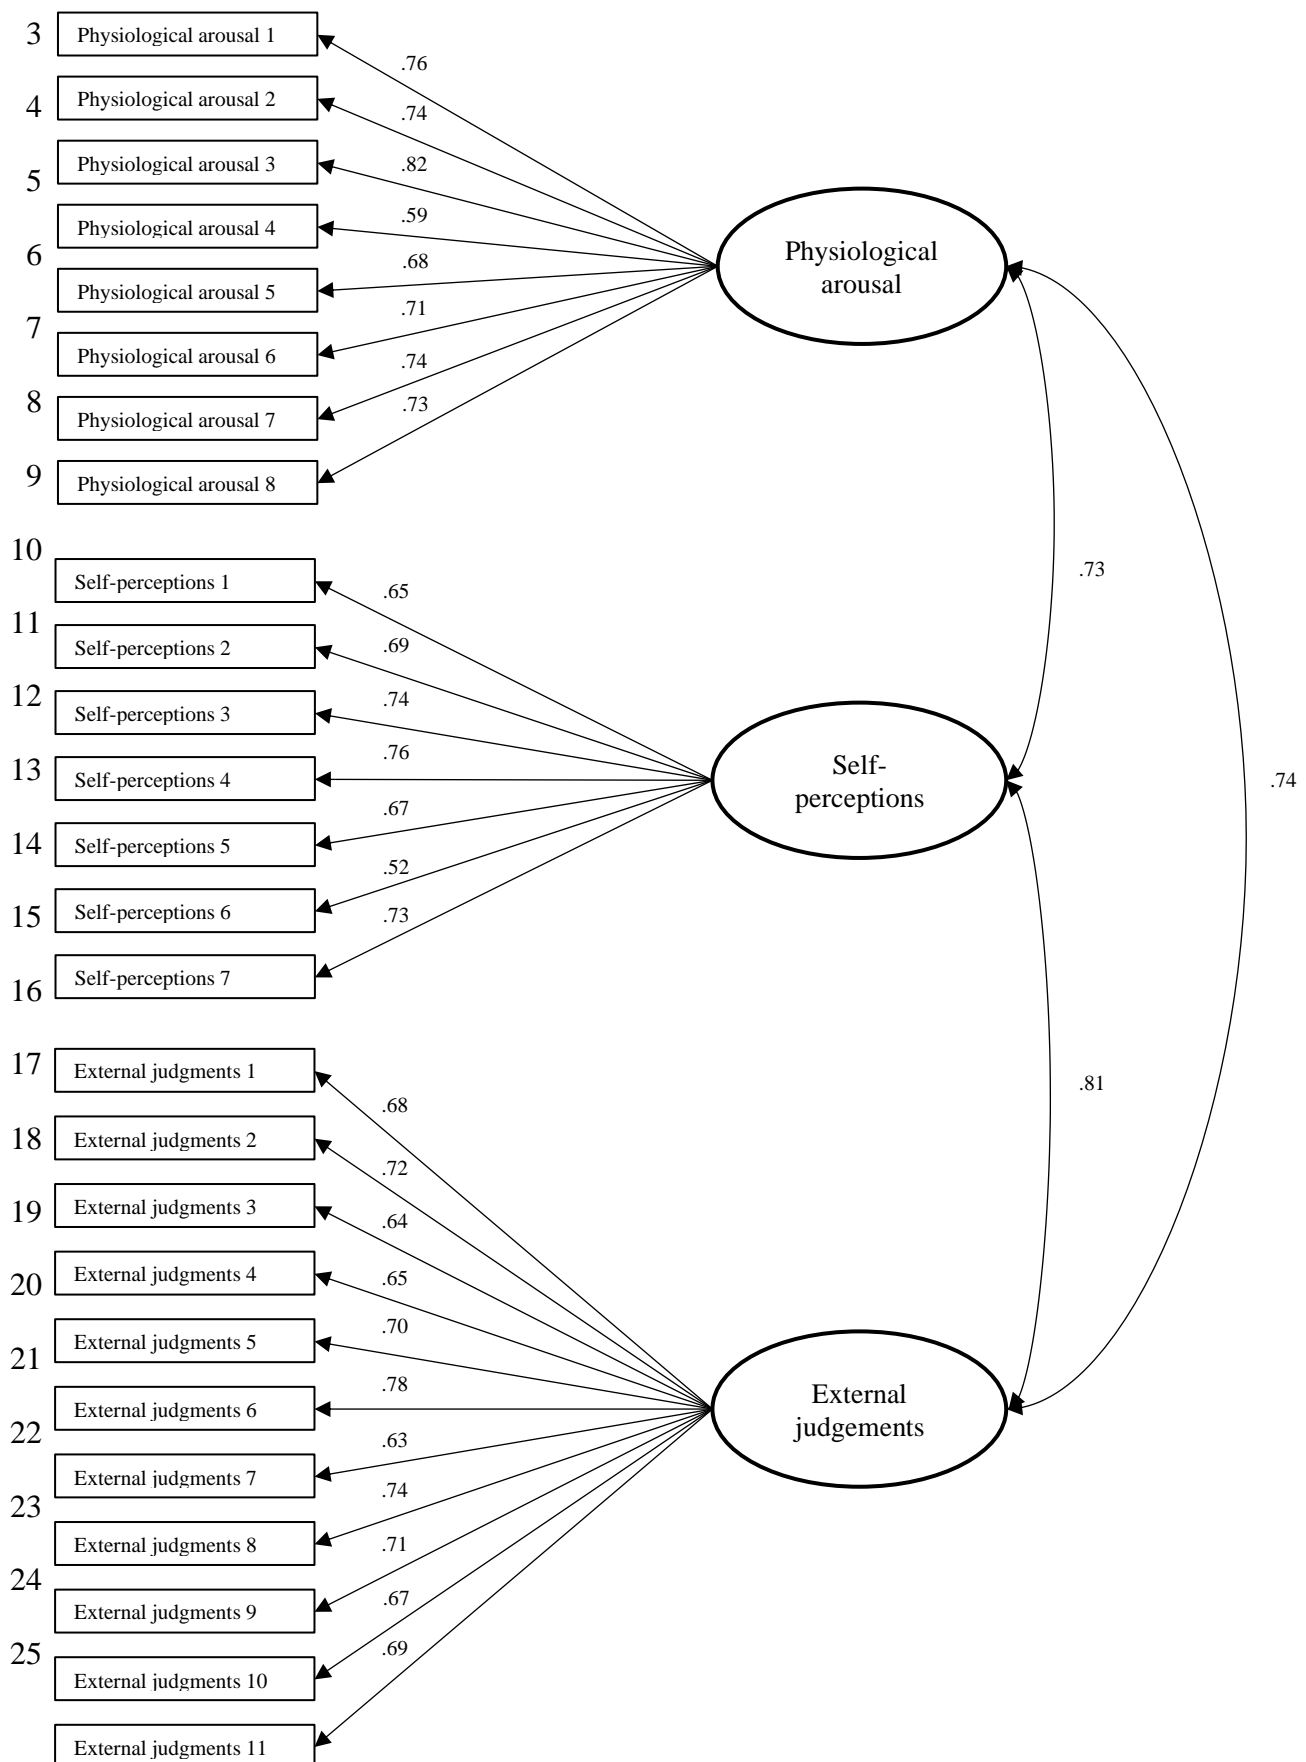 3
Physiological arousal 1
.76
4
Physiological arousal 2
.74
5
Physiological arousal 3
.82
Physiological arousal 4
.59
6
Physiological arousal 5
.68
7
Physiological arousal 6
.71
8
Physiological arousal 7
.74
9
Physiological arousal 8
.73
Physiological
arousal
10
Self-perceptions 1
.65
11
Self-perceptions 2
.69
12
Self-perceptions 3
.74
13
Self-perceptions 4
.76
14
Self-perceptions 5
.67
15
Self-perceptions 6
.52
16
Self-perceptions 7
.73
Self-
perceptions
.73
.74
.81
17
External judgments 1
.68
18
External judgments 2
.72
19
External judgments 3
.64
20
External judgments 4
.65
21
External judgments 5
.70
External judgments 6
.78
22
External judgments 7
.63
23
External judgments 8
.74
24
External judgments 9
.71
25
External judgments 10
.67
External judgments 11
.69
External
judgements